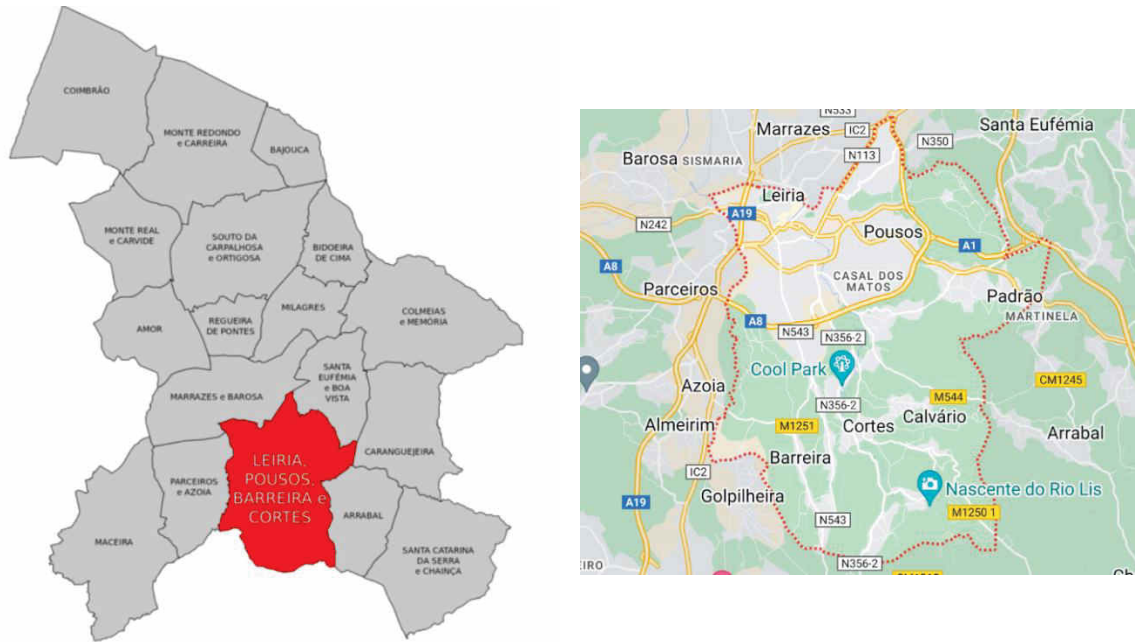 COIMBRÃO
MONTE REDONDO
e CARREIRA
BAJOUCA
MONTE REAL
e CARVIDE
SOUTO DA
CARPALHOSA
e ORTIGOSA
BIDOEIRA
DE CIMA
AMOR
REGUEIRA
DE PONTES
MILAGRES
COLMEIAS
e MEMÓRIA
MARRAZES e BAROSA
SANTA
EUFÉMIA
e BOA
VISTA
CARANGUEJEIRA
PARCEIROS
e AZOIA
LEIRIA,
POUSOS,
BARREIRA e
CORTES
ARRABAL
MACEIRA
SANTA CATARINA
DA SERRA
e CHAINÇA
N533
Marrazes
IC2
Santa Eufémia
N350
N113
Barosa
SISMARIA
Leiria
A19
N242
Pousos
A1
A8
CASAL DOS
MATOS
Parceiros
Padrão
MARTINELA
A8
N543
N356-2
Cool Park
CM1245
Azoia
M544
N356-2
Calvário
Almeirim
M1251
Cortes
Arrabal
Barreira
IC2
Golpilheira
Nascente do Rio Lis
A19
M1250 1
N543
EIRO
N356-2
Ch